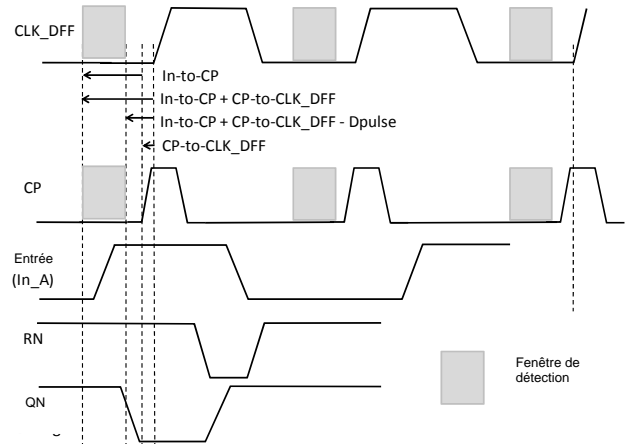 CLK_DFF
In-to-CP
In-to-CP + CP-to-CLK_DFF
In-to-CP + CP-to-CLK_DFF - Dpulse
CP-to-CLK_DFF
CP
Entrée
(In_A)
RN
Fenêtre de
détection
QN